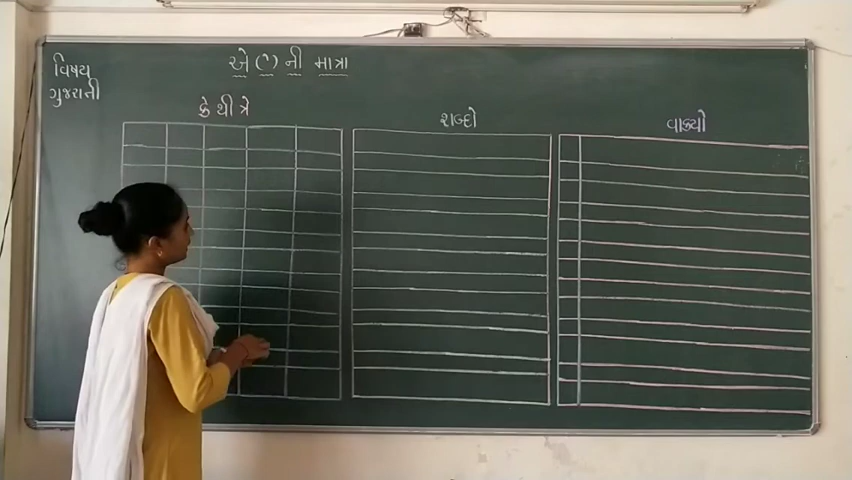 વિષય
ગુજરાતી
એ (ે) ની માત્રા
કે થી ત્રે
શબ્દો
વાક્યો